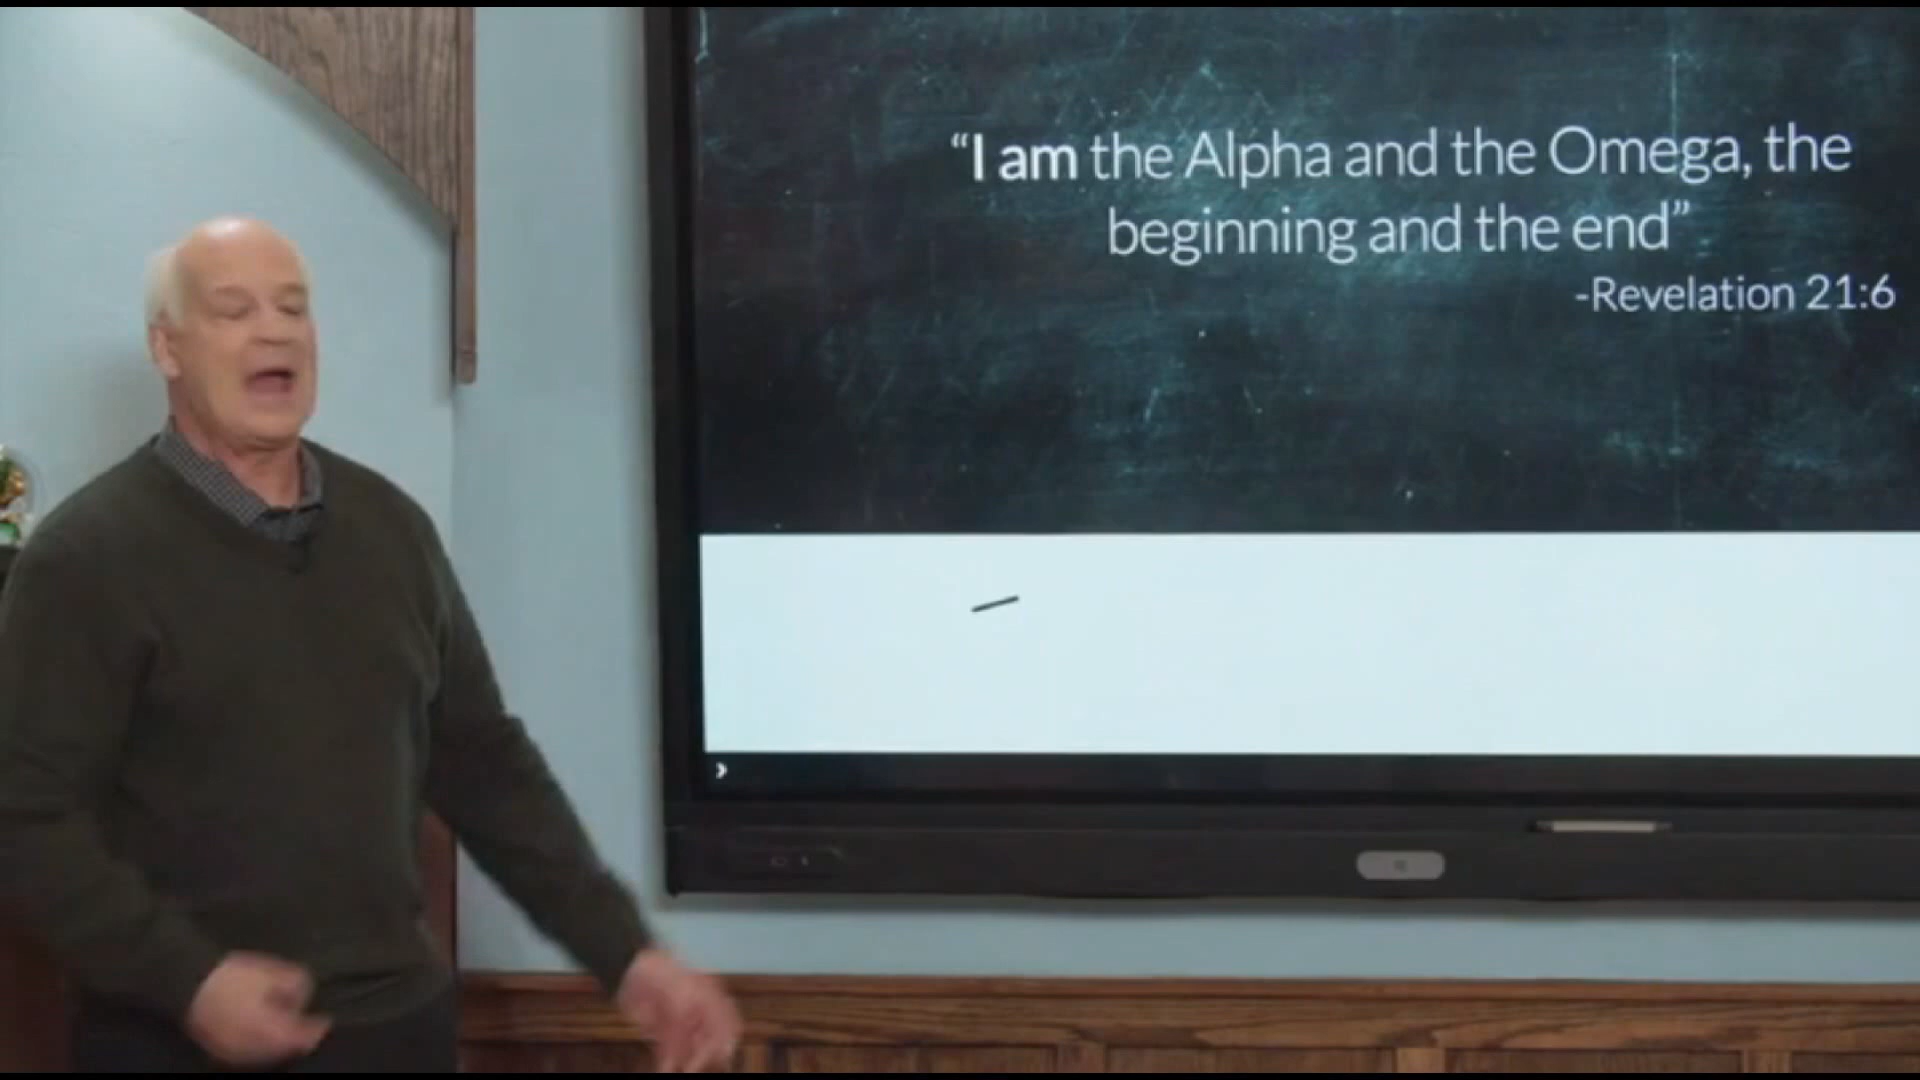 “I am the Alpha and the Omega, the
beginning and the end”
-Revelation 21:6